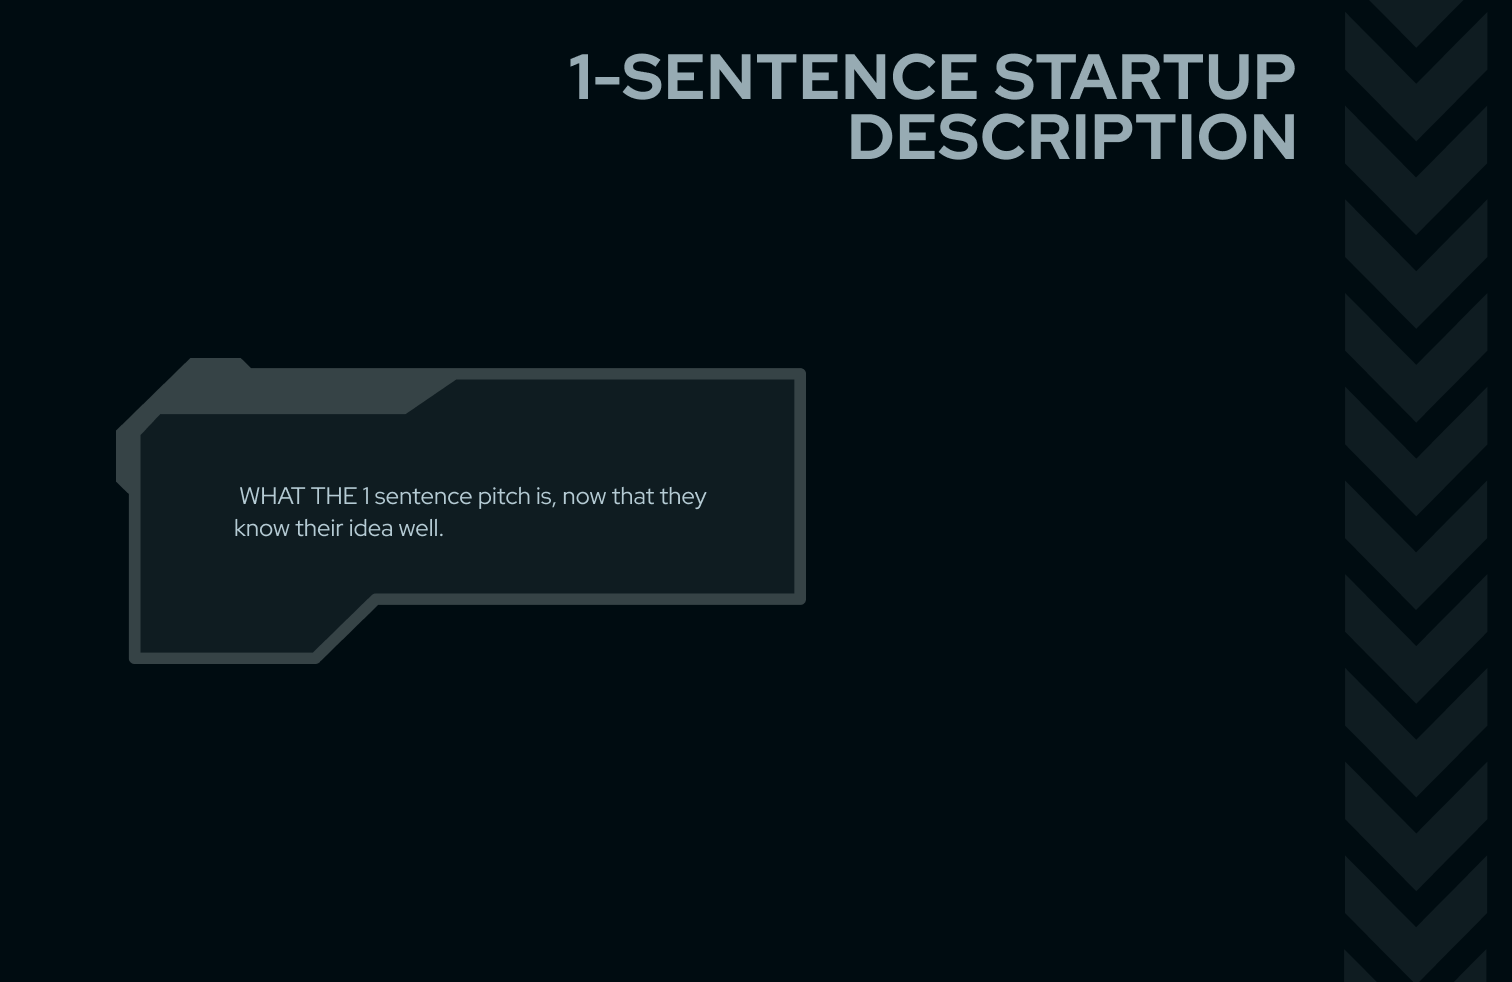 1-SENTENCE STARTUP
DESCRIPTION
WHAT THE 1 sentence pitch is, now that they
know their idea well.